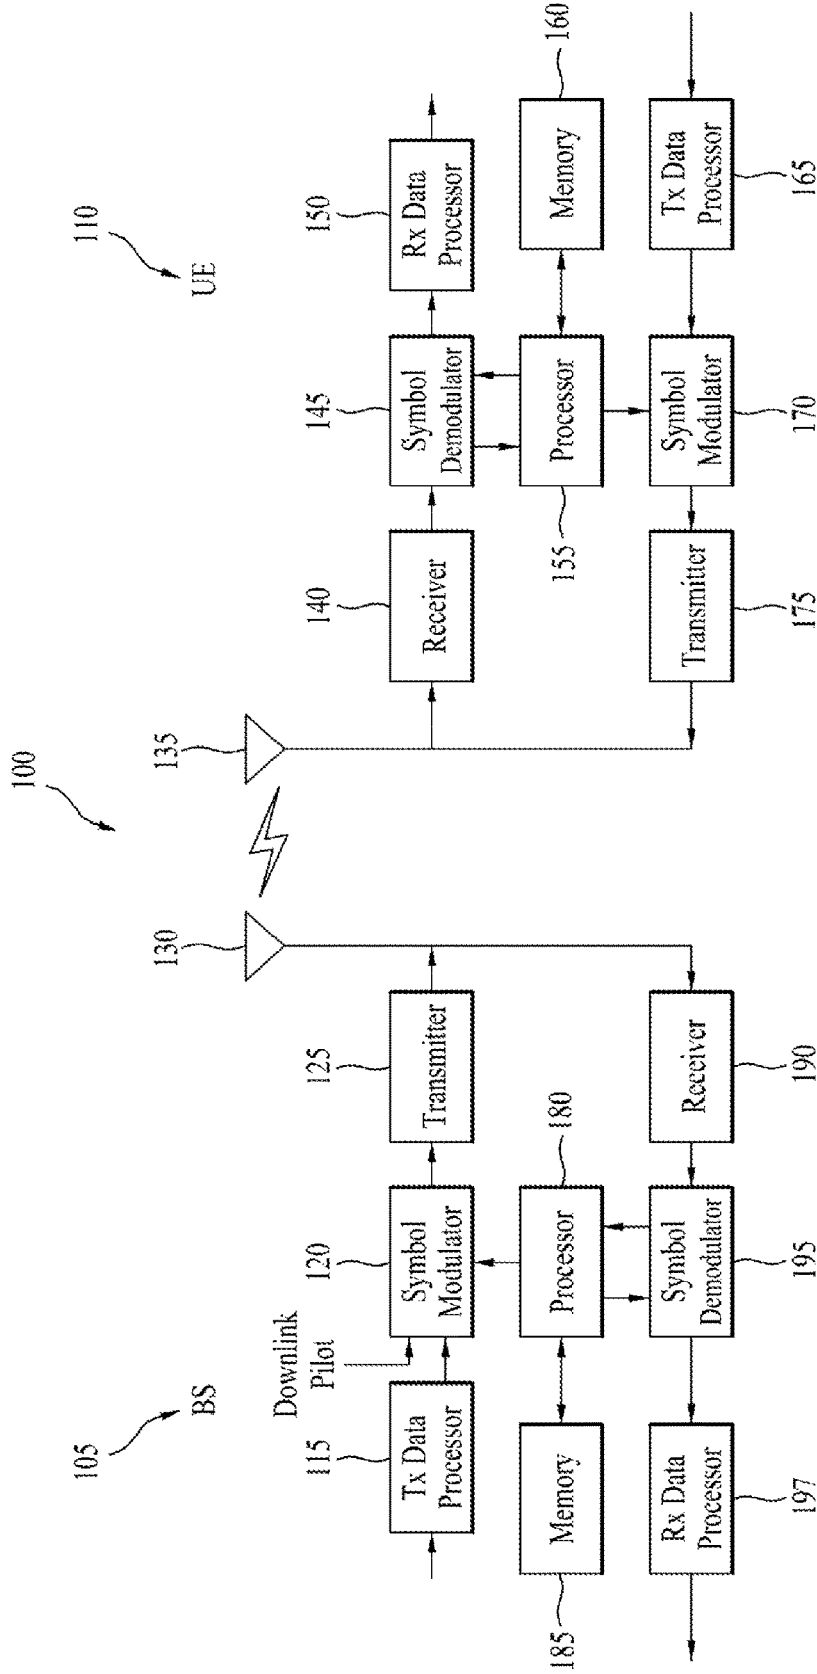 100
105
BS
110
UE
130
135
Downlink
Pilot
115
Tx Data
Processor
120
Symbol
Modulator
125
Transmitter
140
Receiver
145
Symbol
Demodulator
150
Rx Data
Processor
185
Memory
180
Processor
155
Processor
160
Memory
197
Rx Data
Processor
195
Symbol
Demodulator
190
Receiver
175
Transmitter
170
Symbol
Modulator
165
Tx Data
Processor